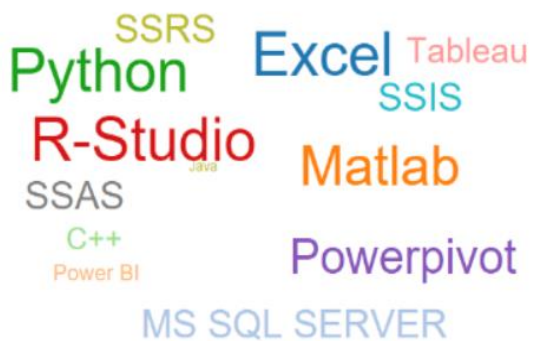 SSRS
Python
Excel
Tableau
SSIS
R-Studio
Java
Matlab
SSAS
C++
Powerpivot
Power BI
MS SQL SERVER